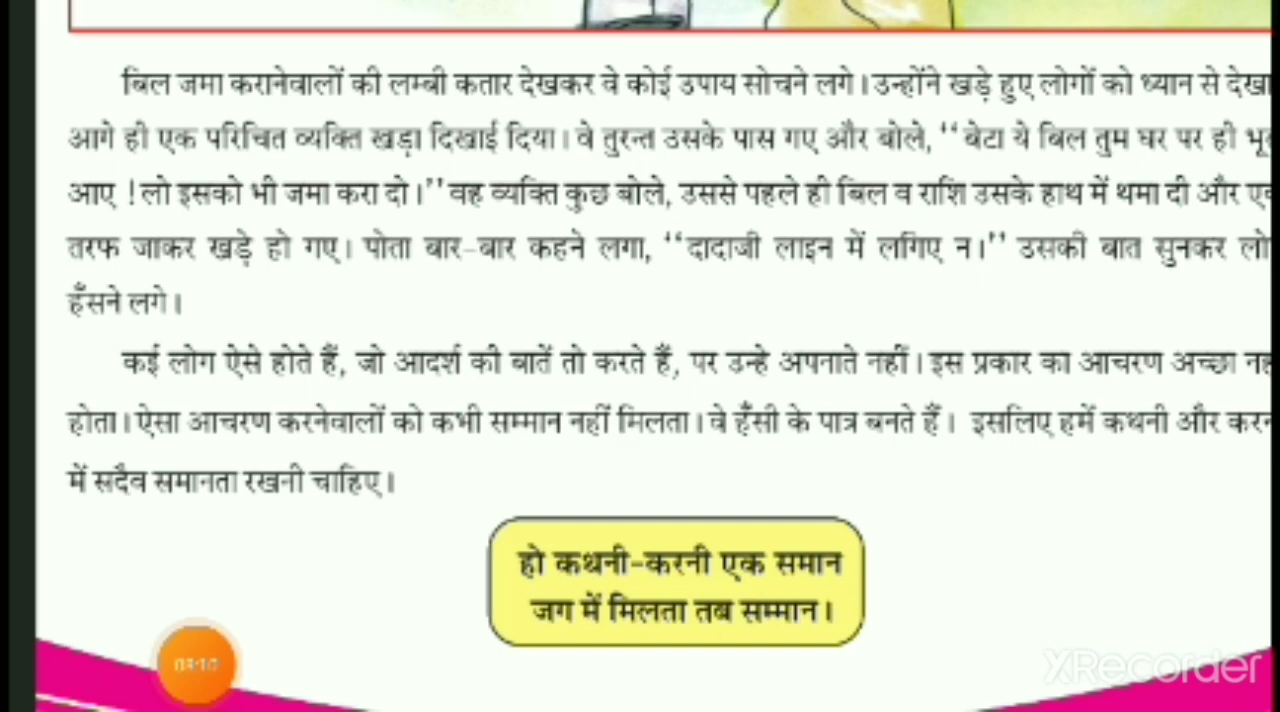 बिल जमा करानेवालों की लम्बी कतार देखकर वे कोई उपाय सोचने लगे। उन्होंने खड़े हुए लोगों को ध्यान से देखा
आगे ही एक परिचित व्यक्ति खड़ा दिखाई दिया। वे तुरन्त उसके पास गए और बोले, ‘‘बेटा ये बिल तुम घर पर ही
आए ! लो इसको भी जमा करा दो।’’ वह व्यक्ति कुछ बोले, उससे पहले ही बिल व राशि उसके हाथ में थमा दी और
तरफ जाकर खड़े हो गए। पोता बार-बार कहने लगा, ‘‘दादाजी लाइन में लगिए न।’’ उसकी बात सुनकर
हँसने लगे।
कई लोग ऐसे होते हैं, जो आदर्श की बातें तो करते हैं, पर उन्हे अपनाते नहीं। इस प्रकार का आचरण अच्छा
होता। ऐसा आचरण करनेवालों को कभी सम्मान नहीं मिलता। वे हँसी के पात्र बनते हैं। इसलिए हमें कथनी और
में सदैव समानता रखनी चाहिए।
हो कथनी-करनी एक समान
जग में मिलता तब सम्मान।
03:10
XRecorder